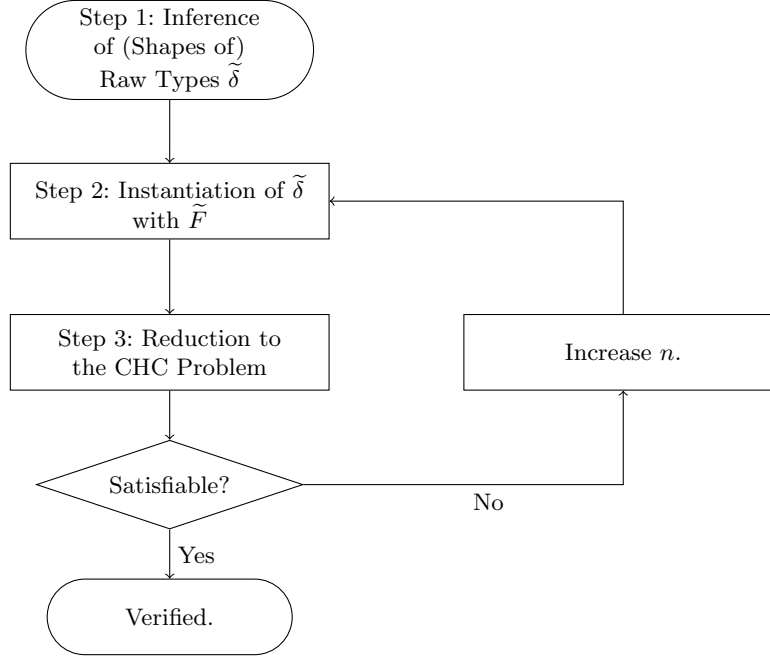 Step 1: Inference
of (Shapes of)
Raw Types δ̃
Step 2: Instantiation of δ̃
with F̃
Step 3: Reduction to
the CHC Problem
Increase n.
Satisfiable?
No
Yes
Verified.